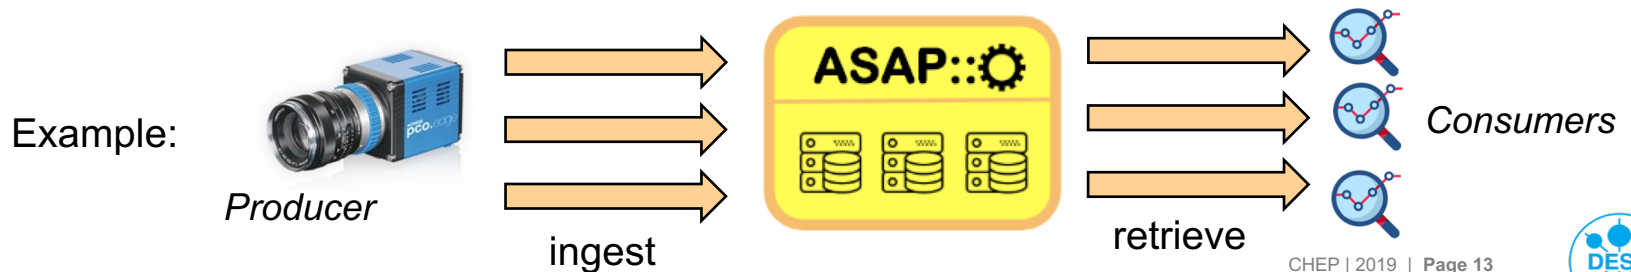 Example:
pco.edge
Producer
ingest
ASAP::
retrieve
Consumers
CHEP | 2019 | Page 13
DES